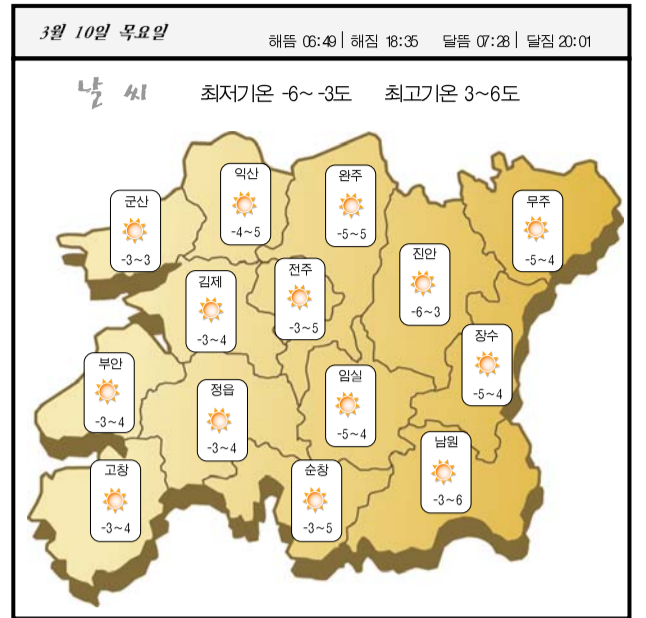 3월 10일 목요일
해뜸 06:49| 해짐 18:35 달뜸 07:28| 달짐 20:01
날 씨 최저기온 -6~ -3도 최고기온 3~6도
익산
-4~5
완주
-5~5
군산
-3~3
무주
-5~4
진안
-6~3
전주
-3~5
김제
-3~4
장수
-5~4
부안
-3~4
임실
-5~4
정읍
-3~4
남원
-3~6
고창
-3~4
순창
-3~5